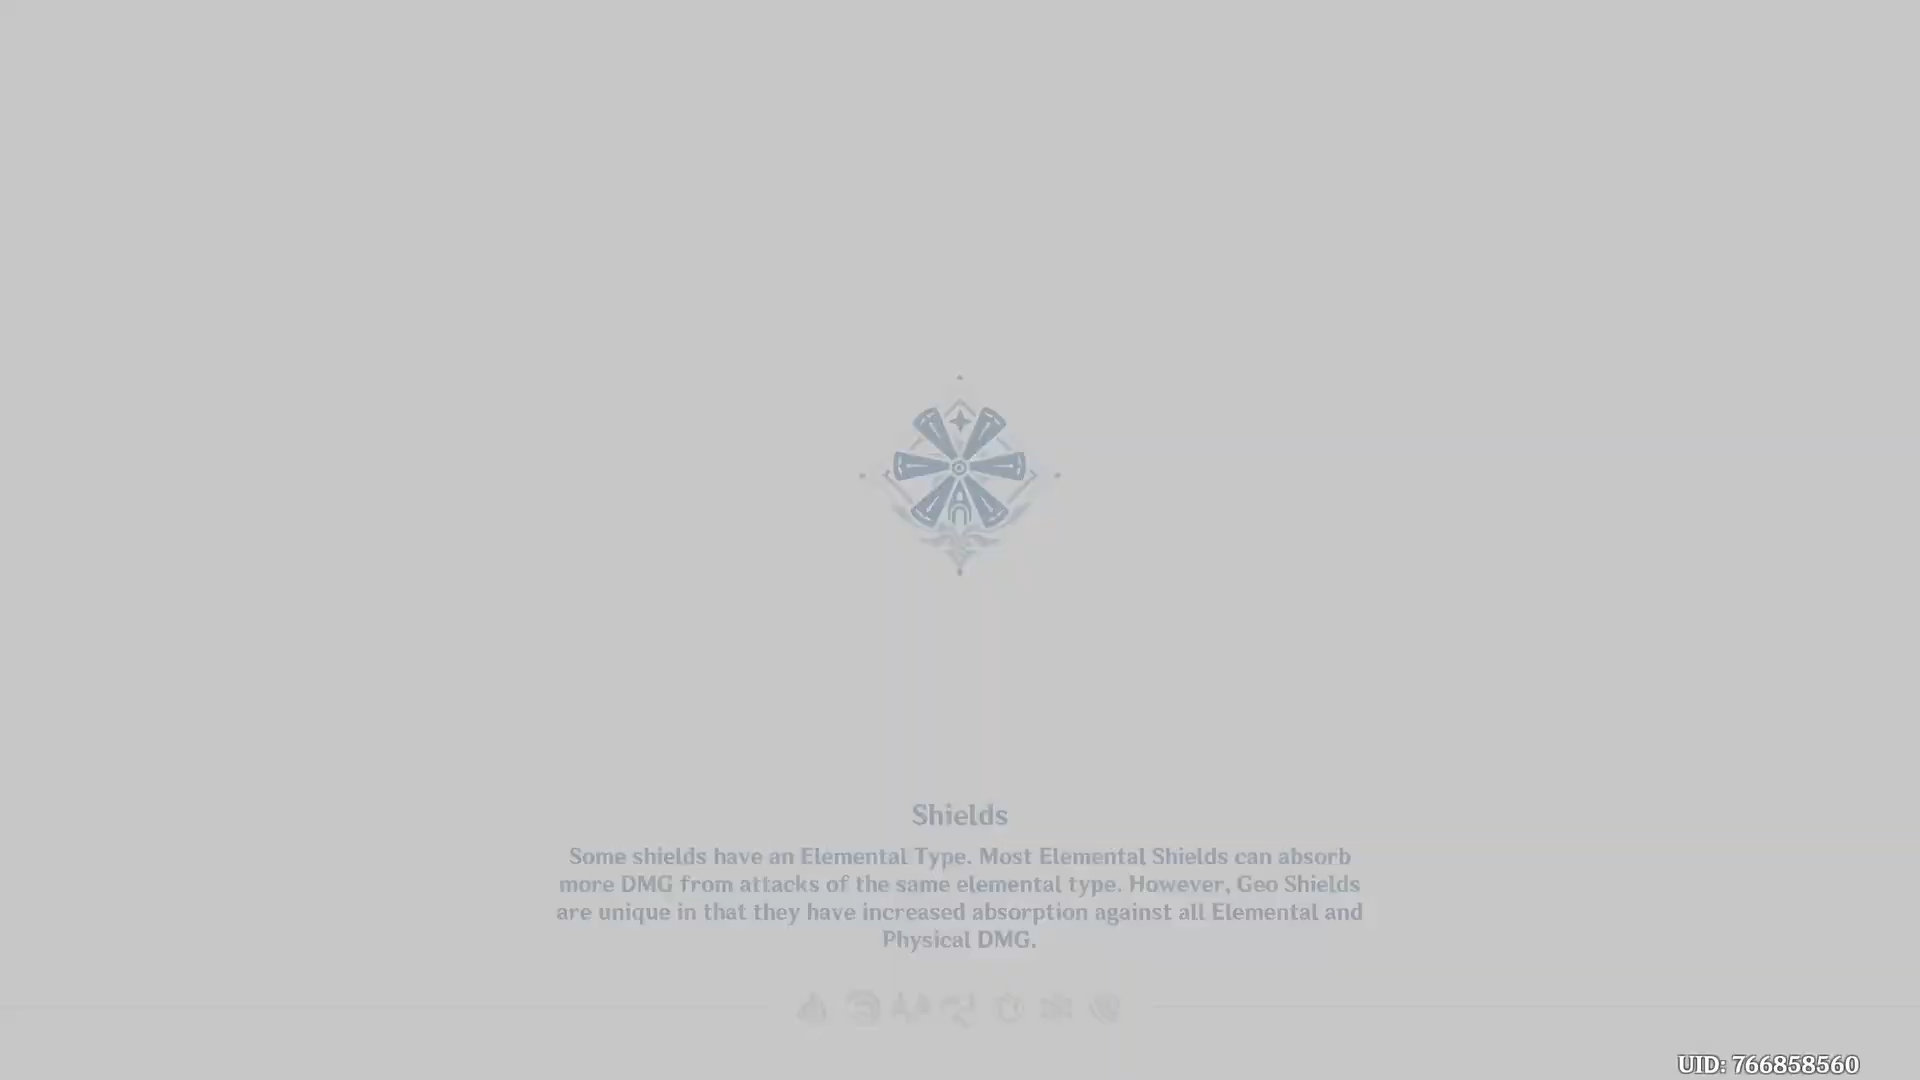 Shields
Some shields have an Elemental Type. Most Elemental Shields can absorb
more DMG from attacks of the same elemental type. However, Geo Shields
are unique in that they have increased absorption against all Elemental and
Physical DMG.
UID: 766858560